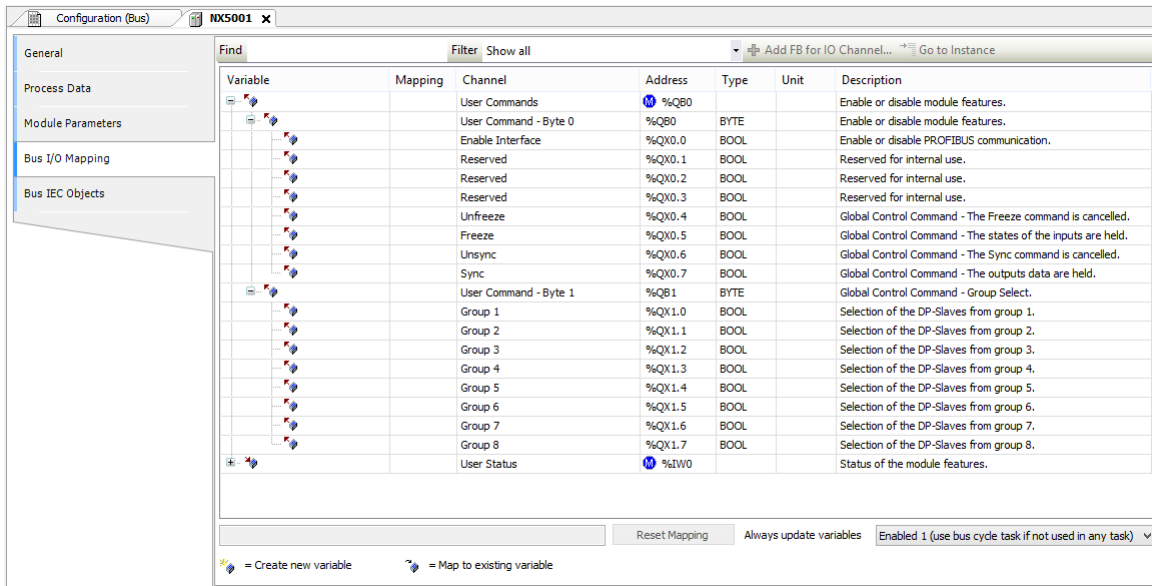 Configuration (Bus) NX5001
General
Process Data
Module Parameters
Bus I/O Mapping
Bus IEC Objects
Find Filter Show all Add FB for IO Channel... Go to Instance
Variable Mapping Channel Address Type Unit Description
User Commands %QB0 Enable or disable module features.
User Command - Byte 0 %QB0 BYTE Enable or disable module features.
Enable Interface %QX0.0 BOOL Enable or disable PROFIBUS communication.
Reserved %QX0.1 BOOL Reserved for internal use.
Reserved %QX0.2 BOOL Reserved for internal use.
Reserved %QX0.3 BOOL Reserved for internal use.
Unfreeze %QX0.4 BOOL Global Control Command - The Freeze command is cancelled.
Freeze %QX0.5 BOOL Global Control Command - The states of the inputs are held.
Unsync %QX0.6 BOOL Global Control Command - The Sync command is cancelled.
Sync %QX0.7 BOOL Global Control Command - The outputs data are held.
User Command - Byte 1 %QB1 BYTE Global Control Command - Group Select.
Group 1 %QX1.0 BOOL Selection of the DP-Slaves from group 1.
Group 2 %QX1.1 BOOL Selection of the DP-Slaves from group 2.
Group 3 %QX1.2 BOOL Selection of the DP-Slaves from group 3.
Group 4 %QX1.3 BOOL Selection of the DP-Slaves from group 4.
Group 5 %QX1.4 BOOL Selection of the DP-Slaves from group 5.
Group 6 %QX1.5 BOOL Selection of the DP-Slaves from group 6.
Group 7 %QX1.6 BOOL Selection of the DP-Slaves from group 7.
Group 8 %QX1.7 BOOL Selection of the DP-Slaves from group 8.
User Status %IW0 Status of the module features.
Reset Mapping Always update variables Enabled 1 (use bus cycle task if not used in any task)
= Create new variable = Map to existing variable